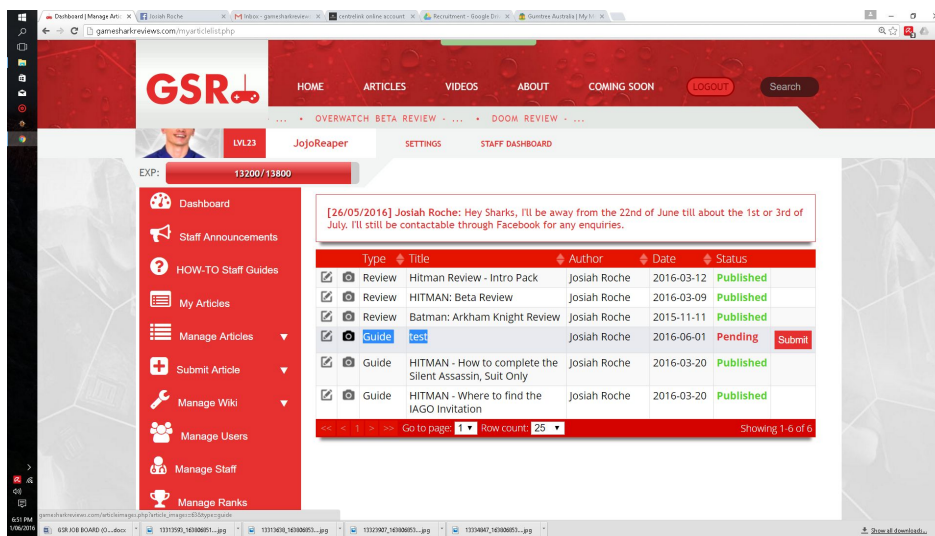 Dashboard | Manage Artic
Josiah Roche
Inbox - gamesharkreview
centrelink online account
Recruitment - Google Dri
Gumtree Australia | My
gamesharkreviews.com/myarticlelist.php
GSR
HOME ARTICLES VIDEOS ABOUT COMING SOON LOGOUT Search
- ... • OVERWATCH BETA REVIEW - ... • DOOM REVIEW - ...
LVL23 JojoReaper SETTINGS STAFF DASHBOARD
EXP: 13200/13800
Dashboard
Staff Announcements
HOW-TO Staff Guides
My Articles
Manage Articles
Submit Article
Manage Wiki
Manage Users
Manage Staff
Manage Ranks
[26/05/2016] Josiah Roche: Hey Sharks, I'll be away from the 22nd of June till about the 1st or 3rd of
July. I'll still be contactable through Facebook for any enquiries.
Type Title Author Date Status
Review Hitman Review - Intro Pack Josiah Roche 2016-03-12 Published
Review HITMAN: Beta Review Josiah Roche 2016-03-09 Published
Review Batman: Arkham Knight Review Josiah Roche 2015-11-11 Published
Guide test Josiah Roche 2016-06-01 Pending Submit
Guide HITMAN - How to complete the Josiah Roche 2016-03-20 Published
Silent Assassin, Suit Only
Guide HITMAN - Where to find the Josiah Roche 2016-03-20 Published
IAGO Invitation
<< < 1 > >> Go to page: 1 Row count: 25 Showing 1-6 of 6
6:51 PM
1/06/2016
GSR JOB BOARD (O....docx
Show all downloads...